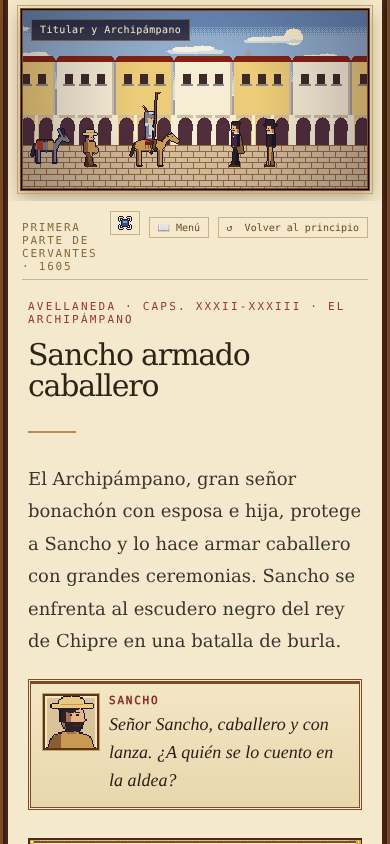 Titular y Archipámpano
PRIMERA
PARTE DE
CERVANTES
· 1605
📖 Menú
↺ Volver al principio
AVELLANEDA · CAPS. XXXII-XXXIII · EL
ARCHIPÁMPANO
Sancho armado
caballero
El Archipámpano, gran señor
bonachón con esposa e hija, protege
a Sancho y lo hace armar caballero
con grandes ceremonias. Sancho se
enfrenta al escudero negro del rey
de Chipre en una batalla de burla.
SANCHO
Señor Sancho, caballero y con
lanza. ¿A quién se lo cuento en
la aldea?